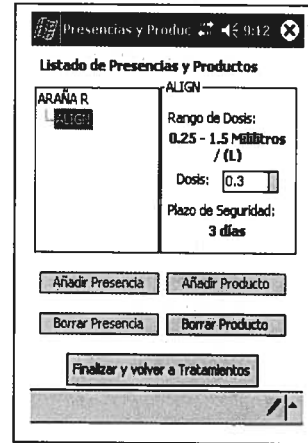 Presencias y Produc 9:12
Listado de Presencias y Productos
ARAÑA R
ALIGN
ALIGN
Rango de Dosis:
0.25 - 1.5 Mililitros
/ (L)
Dosis: 0.3
Plazo de Seguridad:
3 días
Añadir Presencia
Añadir Producto
Borrar Presencia
Borrar Producto
Finalizar y volver a Tratamientos